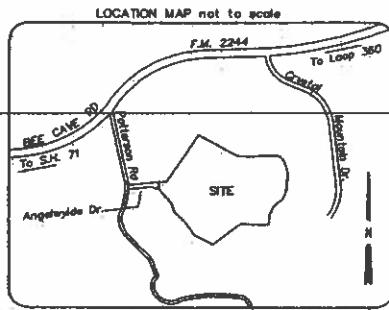 LOCATION MAP not to scale
F.M. 2244
To Loop 360
Crystal
Mountain Dr.
BEE CAVE RD
To S.H. 71
Patterson Rd
SITE
Angelwylde Dr.
N